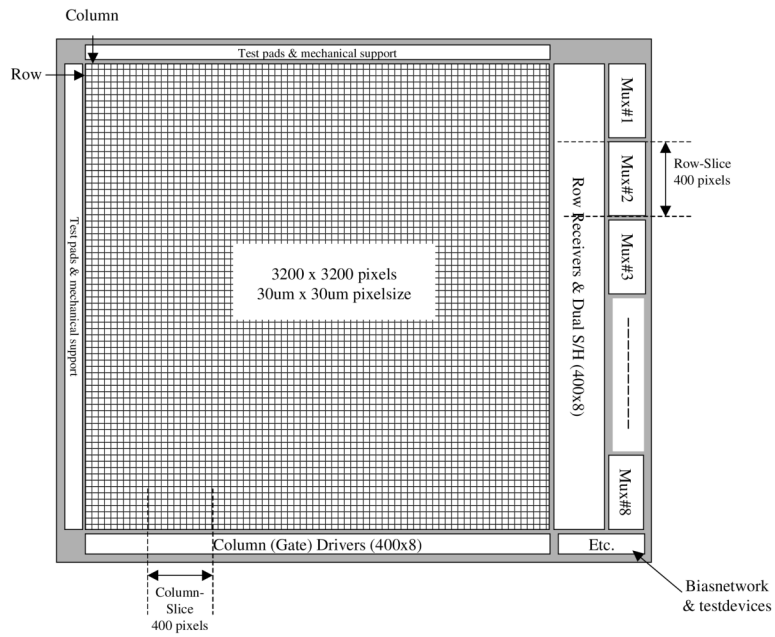 Column
Test pads & mechanical support
Row
Mux#1
Mux#2
Row-Slice
400 pixels
Row Receivers & Dual S/H (400x8)
Test pads & mechanical support
Mux#3
3200 x 3200 pixels
30um x 30um pixelsize
Mux#8
Column (Gate) Drivers (400x8)
Etc.
Column-
Slice
400 pixels
Biasnetwork
& testdevices